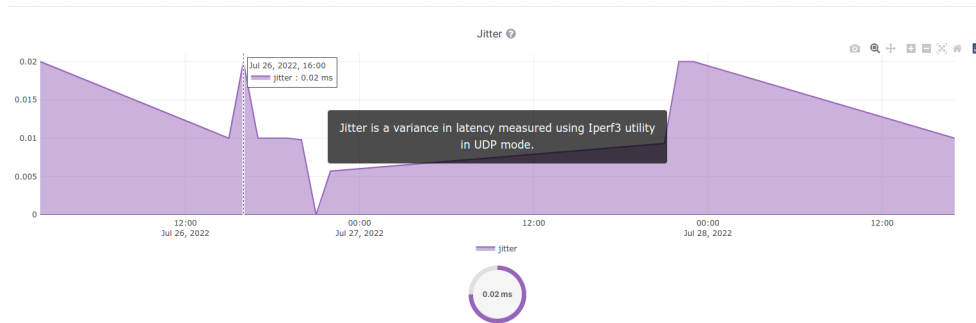 Jitter
0.02
Jul 26, 2022, 16:00
jitter : 0.02 ms
0.015
Jitter is a variance in latency measured using Iperf3 utility
in UDP mode.
0.01
0.005
0
12:00
Jul 26, 2022
00:00
Jul 27, 2022
12:00
00:00
Jul 28, 2022
12:00
jitter
0.02 ms